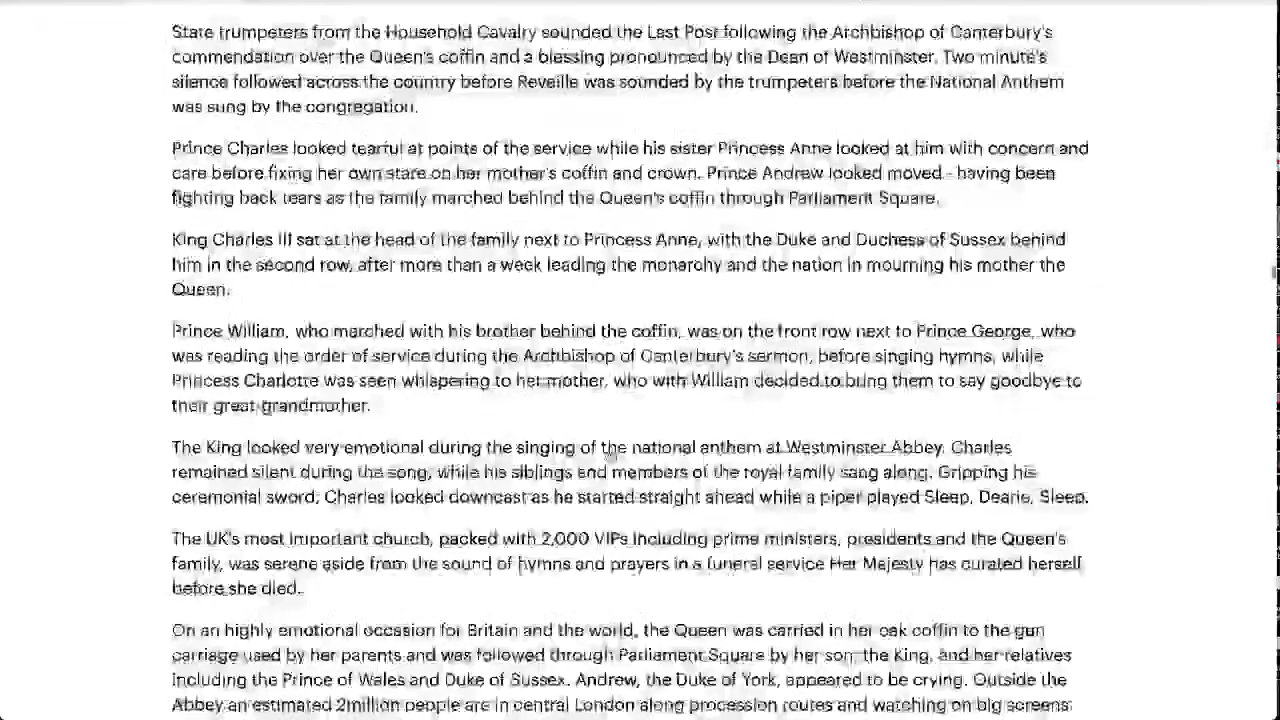 State trumpeters from the Household Cavalry sounded the Last Post following the Archbishop of Canterbury's
commendation over the Queen's coffin and a blessing pronounced by the Dean of Westminster. Two minute's
silence followed across the country before Reveille was sounded by the trumpeters before the National Anthem
was sung by the congregation.
Prince Charles looked tearful at points of the service while his sister Princess Anne looked at him with concern and
care before fixing her own stare on her mother's coffin and crown. Prince Andrew looked moved - having been
fighting back tears as the family marched behind the Queen's coffin through Parliament Square.
King Charles III sat at the head of the family next to Princess Anne, with the Duke and Duchess of Sussex behind
him in the second row, after more than a week leading the monarchy and the nation in mourning his mother the
Queen.
Prince William, who marched with his brother behind the coffin, was on the front row next to Prince George, who
was reading the order of service during the Archbishop of Canterbury's sermon, before singing hymns, while
Princess Charlotte was seen whispering to her mother, who with William decided to bring them to say goodbye to
their great-grandmother.
The King looked very emotional during the singing of the national anthem at Westminster Abbey. Charles
remained silent during the song, while his siblings and members of the royal family sang along. Gripping his
ceremonial sword, Charles looked downcast as he started straight ahead while a piper played Sleep, Dearie, Sleep.
The UK's most important church, packed with 2,000 VIPs including prime ministers, presidents and the Queen's
family, was serene aside from the sound of hymns and prayers in a funeral service Her Majesty has curated herself
before she died.
On an highly emotional occasion for Britain and the world, the Queen was carried in her oak coffin to the gun
carriage used by her parents and was followed through Parliament Square by her son, the King, and her relatives
including the Prince of Wales and Duke of Sussex. Andrew, the Duke of York, appeared to be crying. Outside the
Abbey an estimated 2million people are in central London along procession routes and watching on big screens